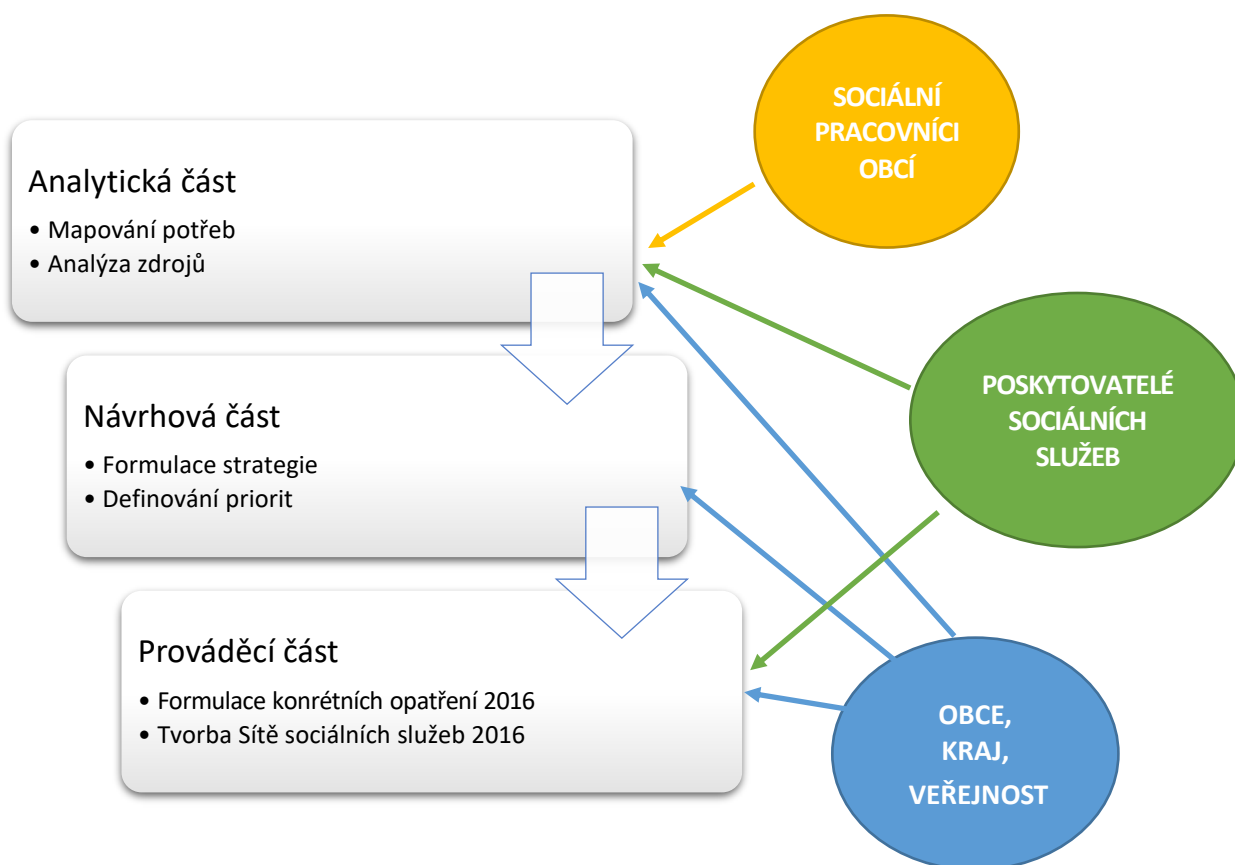 Analytická část
• Mapování potřeb
• Analýza zdrojů
Návrhová část
• Formulace strategie
• Definování priorit
Prováděcí část
• Formulace konrétních opatření 2016
• Tvorba Sítě sociálních služeb 2016
SOCIÁLNÍ
PRACOVNÍCI
OBCÍ
POSKYTOVATELÉ
SOCIÁLNÍCH
SLUŽEB
OBCE,
KRAJ,
VEŘEJNOST